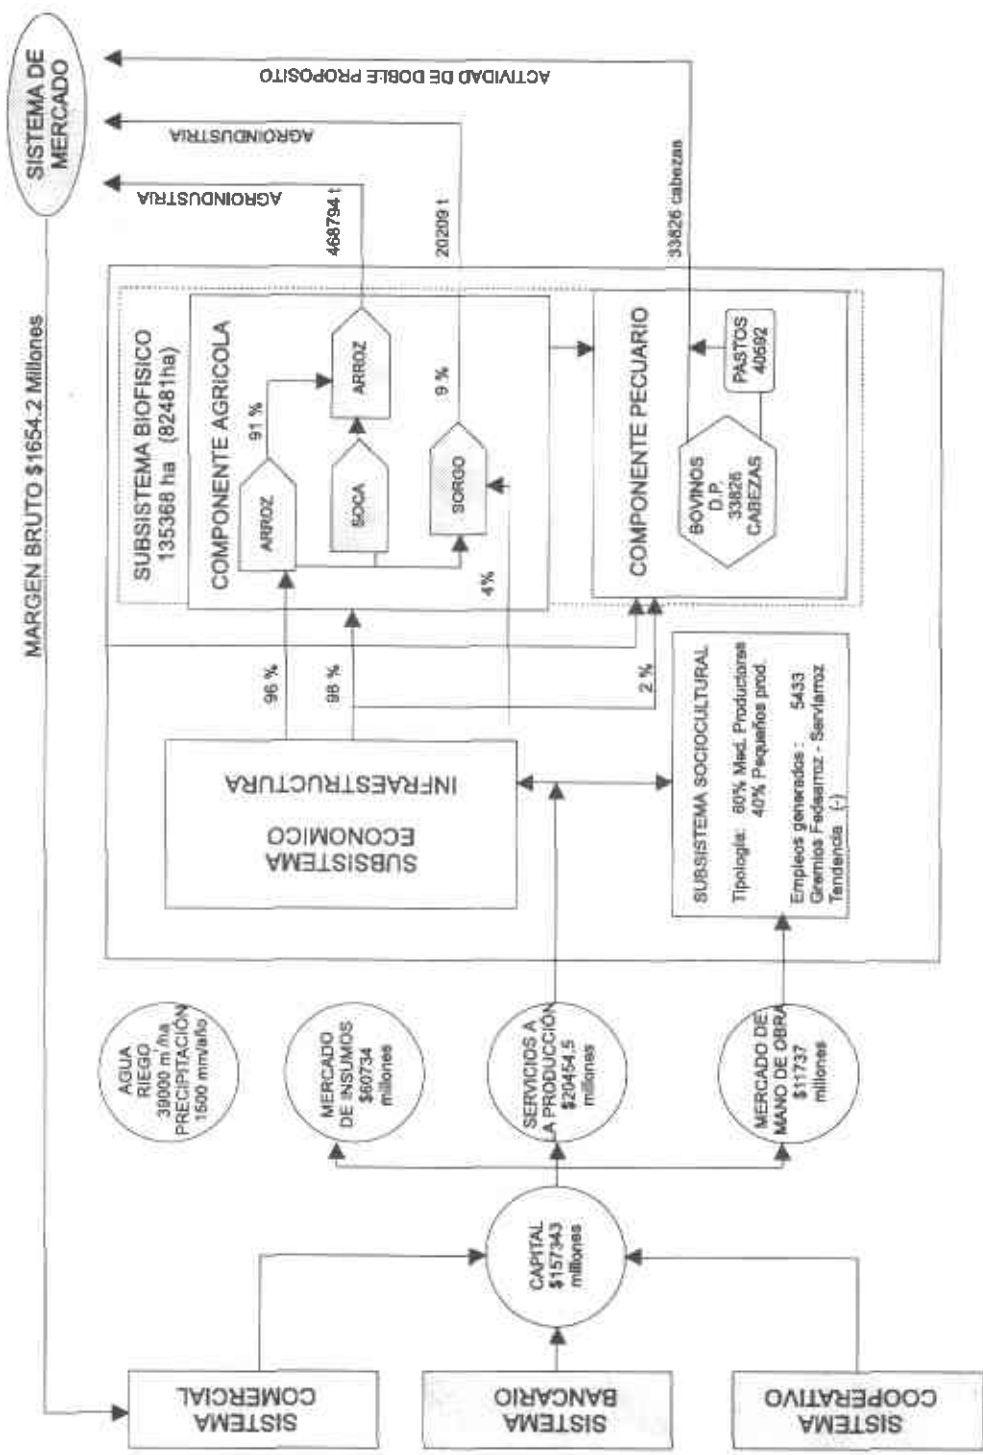 MARGEN BRUTO $1654.2 Millones
SISTEMA DE
MERCADO
SISTEMA
COMERCIAL
SISTEMA
BANCARIO
SISTEMA
COOPERATIVO
CAPITAL
$157343
millones
AGUA
RIEGO
39000 m³/ha
PRECIPITACIÓN
1500 mm/año
MERCADO
DE INSUMOS
$60734
millones
SERVICIOS A
LA PRODUCCIÓN
$20454.5
millones
MERCADO DE
MANO DE OBRA
$11737
millones
SUBSISTEMA
ECONOMICO
INFRAESTRUCTURA
SUBSISTEMA SOCIOCULTURAL
Tipología: 60% Med. Productores
40% Pequeños prod.
Empleos generados : 5433
Gremios Fedearroz - Serviarroz
Tendencia (-)
96 %
98 %
2 %
4%
SUBSISTEMA BIOFISICO
135368 ha (82481ha)
COMPONENTE AGRICOLA
ARROZ
91 %
SOCA
ARROZ
SORGO
9 %
COMPONENTE PECUARIO
BOVINOS
D.P.
33826
CABEZAS
PASTOS
40592
468794 t
20209 t
33826 cabezas
AGROINDUSTRIA
AGROINDUSTRIA
ACTIVIDAD DE DOBLE PROPOSITO